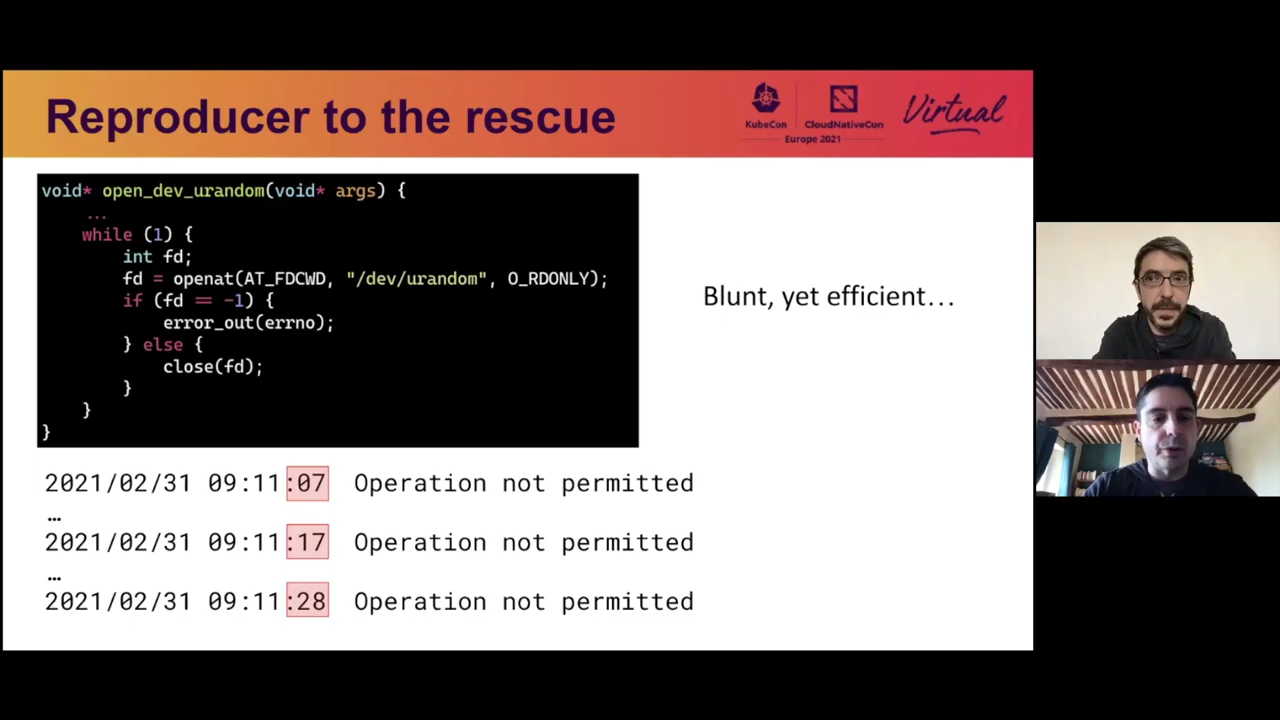 Reproducer to the rescue
KubeCon
CloudNativeCon
Europe 2021
Virtual
void* open_dev_urandom(void* args) {
...
while (1) {
int fd;
fd = openat(AT_FDCWD, "/dev/urandom", O_RDONLY);
if (fd == -1) {
error_out(errno);
} else {
close(fd);
}
}
}
Blunt, yet efficient…
2021/02/31 09:11:07 Operation not permitted
…
2021/02/31 09:11:17 Operation not permitted
…
2021/02/31 09:11:28 Operation not permitted